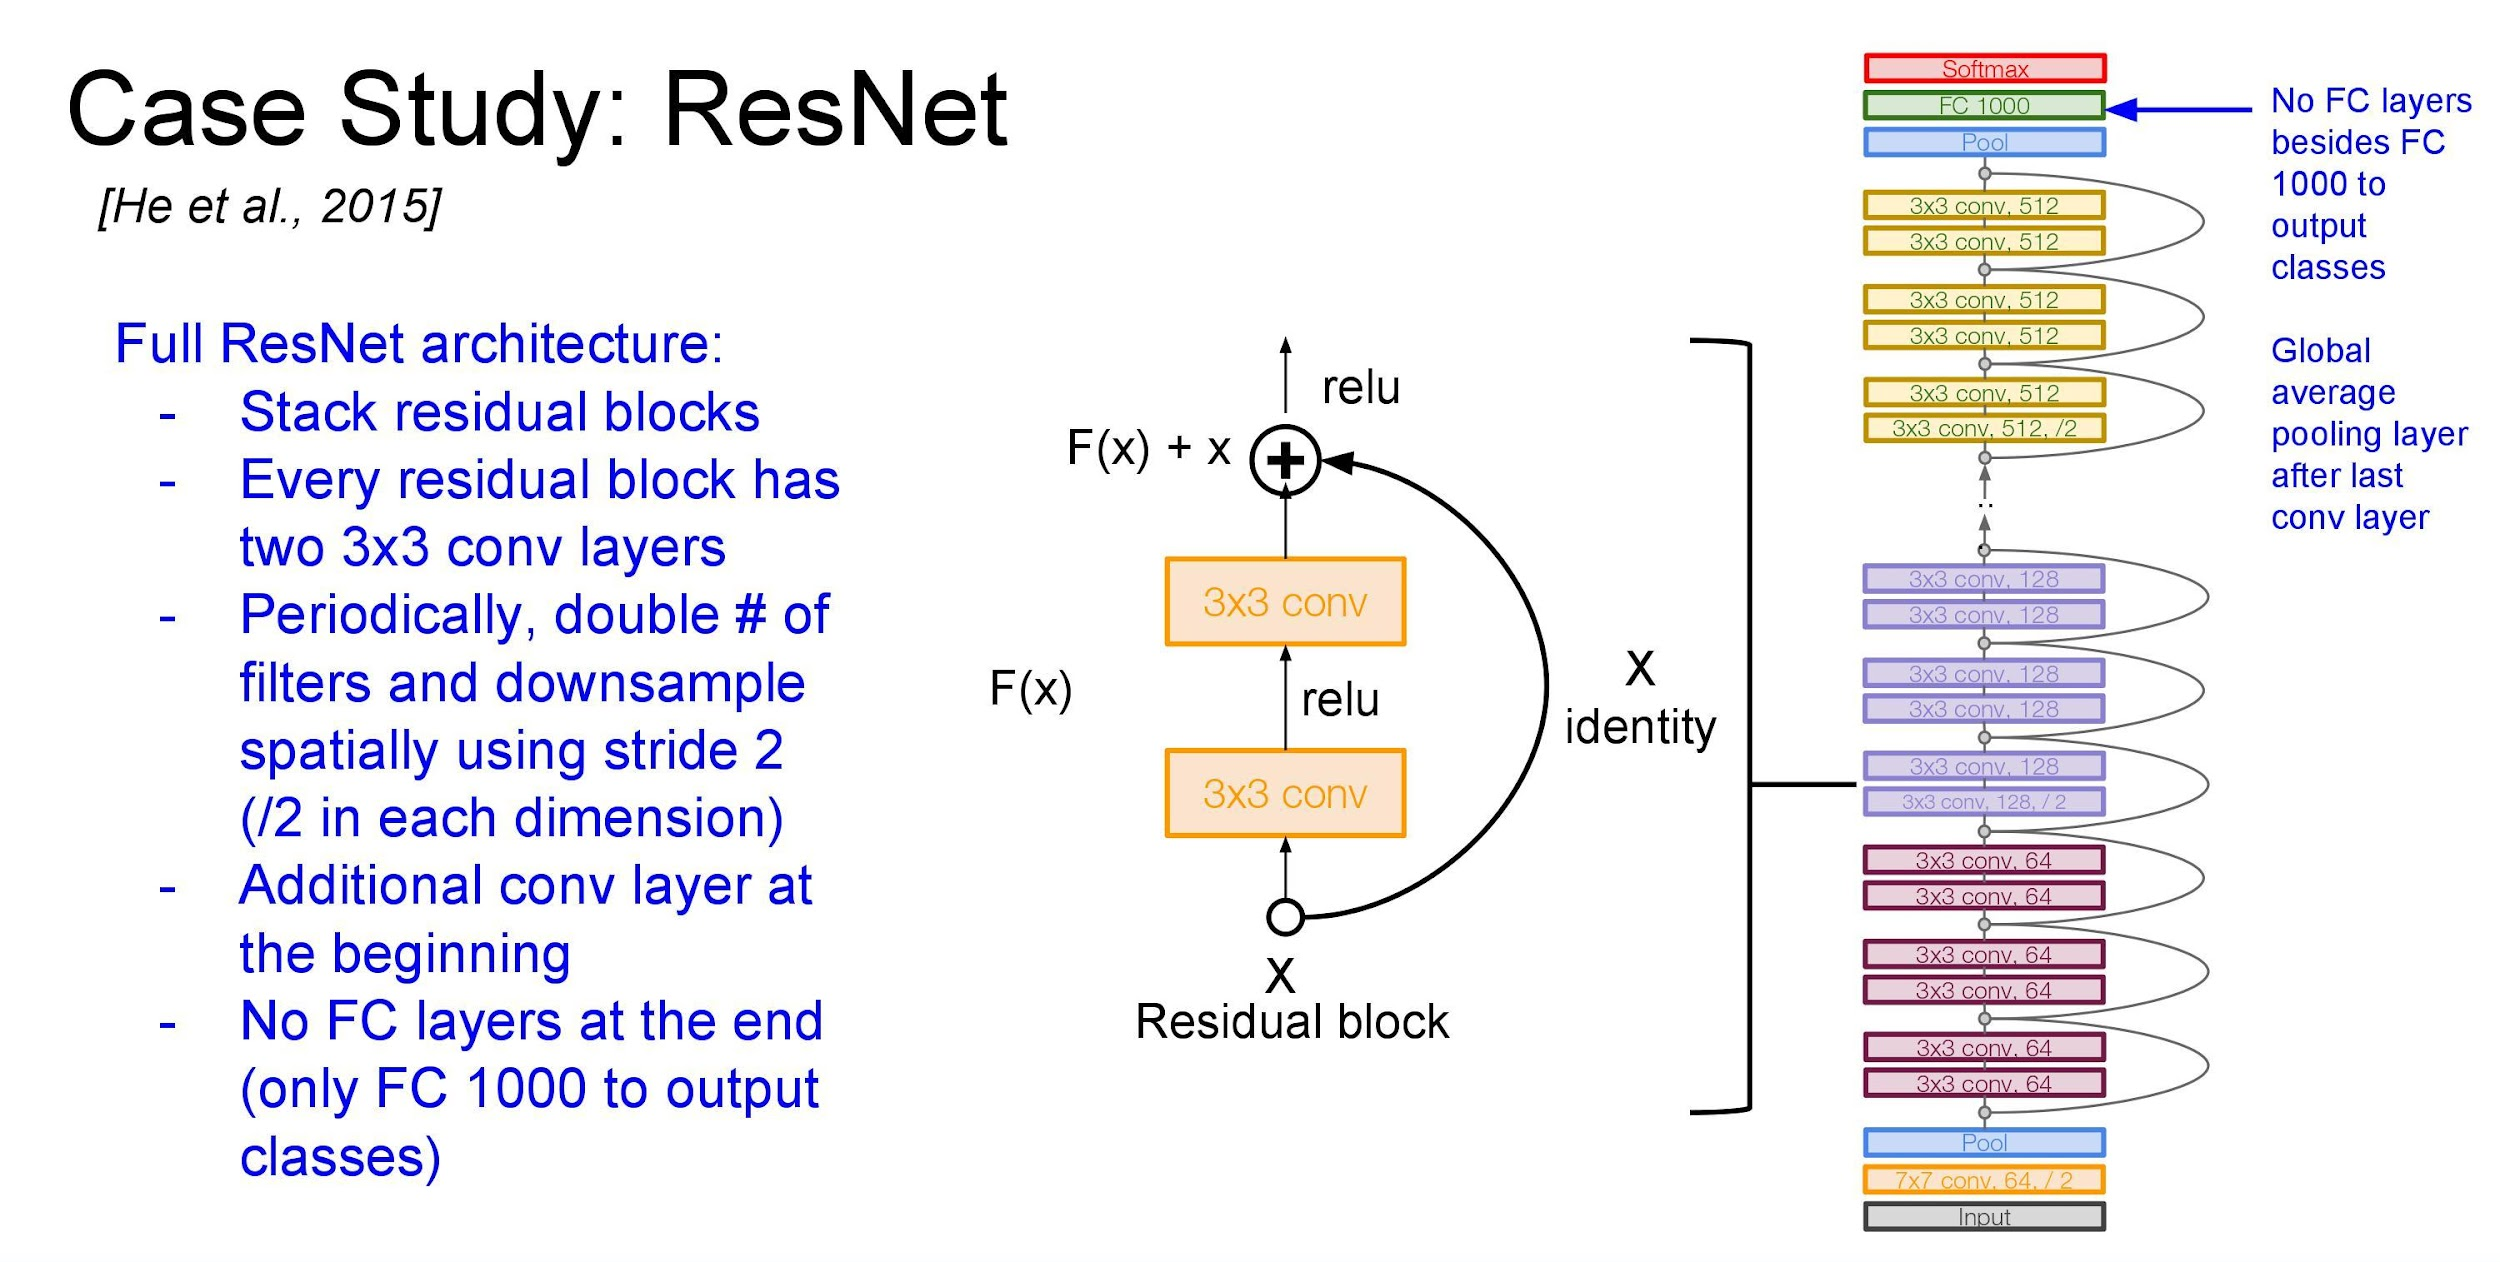 Case Study: ResNet
[He et al., 2015]
Full ResNet architecture:
- Stack residual blocks
- Every residual block has
two 3x3 conv layers
- Periodically, double # of
filters and downsample
spatially using stride 2
(/2 in each dimension)
- Additional conv layer at
the beginning
- No FC layers at the end
(only FC 1000 to output
classes)
relu
F(x) + x
+
3x3 conv
F(x)
relu
3x3 conv
X
identity
X
Residual block
Softmax
FC 1000
Pool
3x3 conv, 512
3x3 conv, 512
3x3 conv, 512
3x3 conv, 512
3x3 conv, 512
3x3 conv, 512, /2
..
3x3 conv, 128
3x3 conv, 128
3x3 conv, 128
3x3 conv, 128
3x3 conv, 128
3x3 conv, 128, / 2
3x3 conv, 64
3x3 conv, 64
3x3 conv, 64
3x3 conv, 64
3x3 conv, 64
3x3 conv, 64
Pool
7x7 conv, 64, / 2
Input
No FC layers
besides FC
1000 to
output
classes
Global
average
pooling layer
after last
conv layer